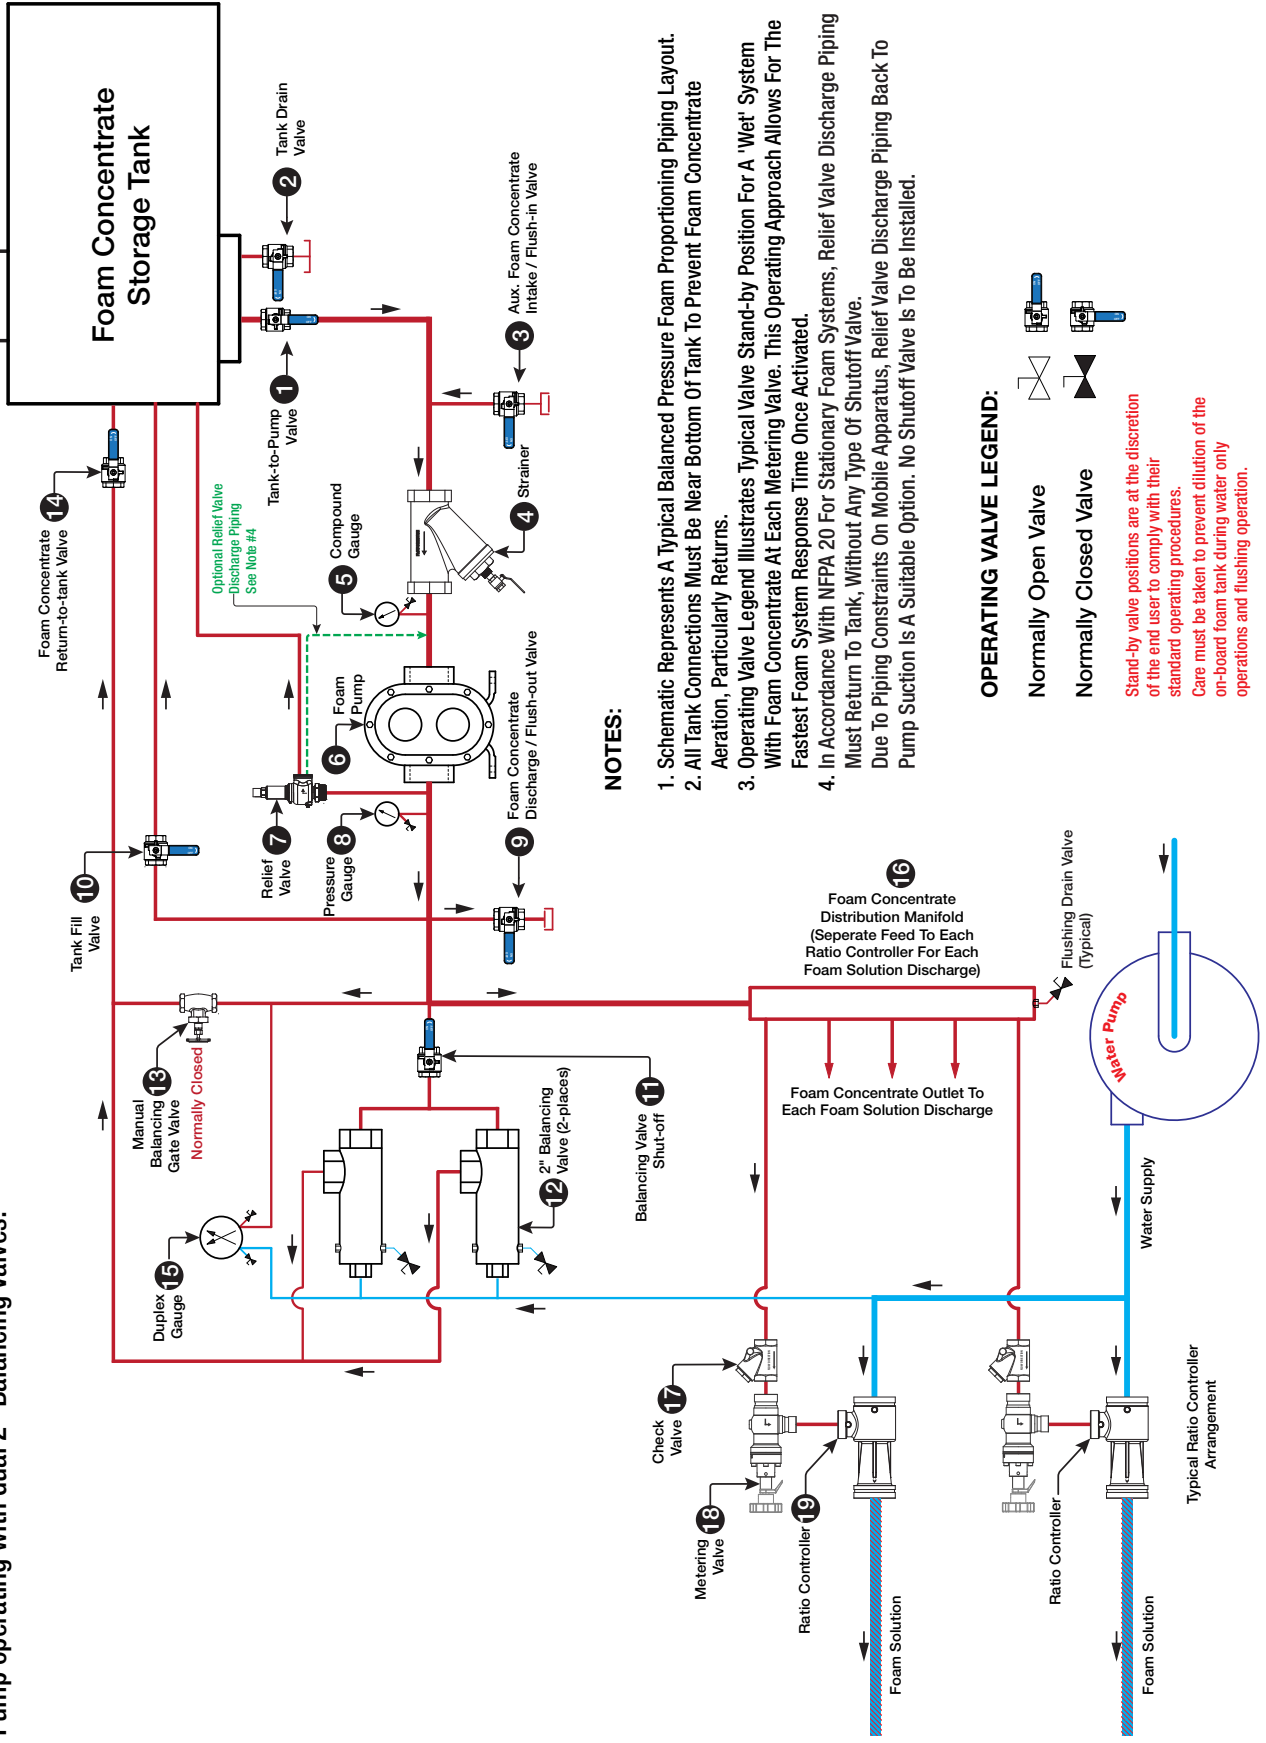 Pump operating with dual 2" Balancing valves.
Foam Concentrate
Storage Tank
14
Foam Concentrate
Return-to-tank Valve
10
Tank Fill
Valve
13
Manual
Balancing
Gate Valve
Normally Closed
15
Duplex
Gauge
Optional Relief Valve
Discharge Piping
See Note #4
1
Tank-to-Pump
Valve
2
Tank Drain
Valve
7
Relief
Valve
8
Pressure
Gauge
6
Foam
Pump
5
Compound
Gauge
4
Strainer
3
Aux. Foam Concentrate
Intake / Flush-in Valve
9
Foam Concentrate
Discharge / Flush-out Valve
12
2" Balancing
Valve (2-places)
11
Balancing Valve
Shut-off
17
Check
Valve
18
Metering
Valve
19
Ratio Controller
Foam Solution
16
Foam Concentrate
Distribution Manifold
(Seperate Feed To Each
Ratio Controller For Each
Foam Solution Discharge)
Foam Concentrate Outlet To
Each Foam Solution Discharge
Flushing Drain Valve
(Typical)
Water Pump
Water Supply
Ratio Controller
Foam Solution
Typical Ratio Controller
Arrangement
NOTES:
1. Schematic Represents A Typical Balanced Pressure Foam Proportioning Piping Layout.
2. All Tank Connections Must Be Near Bottom Of Tank To Prevent Foam Concentrate
Aeration, Particularly Returns.
3. Operating Valve Legend Illustrates Typical Valve Stand-by Position For A 'Wet' System
With Foam Concentrate At Each Metering Valve. This Operating Approach Allows For The
Fastest Foam System Response Time Once Activated.
4. In Accordance With NFPA 20 For Stationary Foam Systems, Relief Valve Discharge Piping
Must Return To Tank, Without Any Type Of Shutoff Valve.
Due To Piping Constraints On Mobile Apparatus, Relief Valve Discharge Piping Back To
Pump Suction Is A Suitable Option. No Shutoff Valve Is To Be Installed.
OPERATING VALVE LEGEND:
Normally Open Valve
Normally Closed Valve
Stand-by valve positions are at the discretion
of the end user to comply with their
standard operating procedures.
Care must be taken to prevent dilution of the
on-board foam tank during water only
operations and flushing operation.